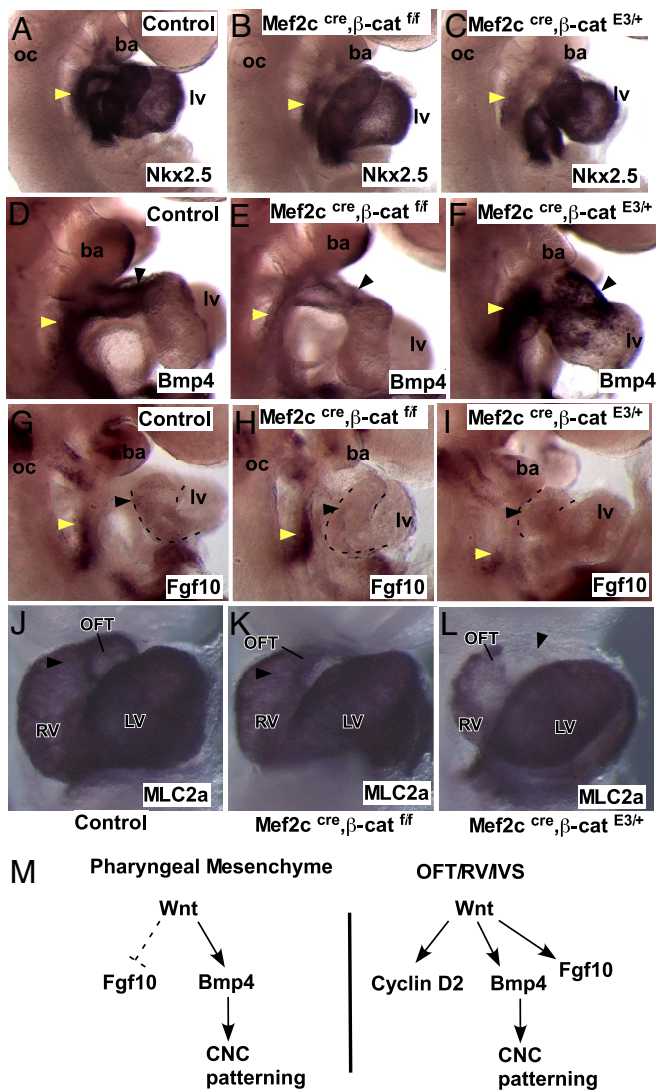 A Control B Mef2c cre,β-cat f/f C Mef2c cre,β-cat E3/+
oc ba lv ba lv ba lv
Nkx2.5 Nkx2.5 Nkx2.5
D Control E Mef2c cre,β-cat f/f F Mef2c cre,β-cat E3/+
ba lv ba lv ba lv
Bmp4 Bmp4 Bmp4
G Control H Mef2c cre,β-cat f/f I Mef2c cre,β-cat E3/+
oc ba lv oc ba lv ba lv
Fgf10 Fgf10 Fgf10
J OFT K OFT L OFT
RV LV RV LV RV LV
MLC2a MLC2a MLC2a
Control Mef2c cre,β-cat f/f Mef2c cre,β-cat E3/+
M
Pharyngeal Mesenchyme OFT/RV/IVS
Wnt Wnt
Fgf10 Bmp4 Cyclin D2 Bmp4 Fgf10
CNC CNC
patterning patterning